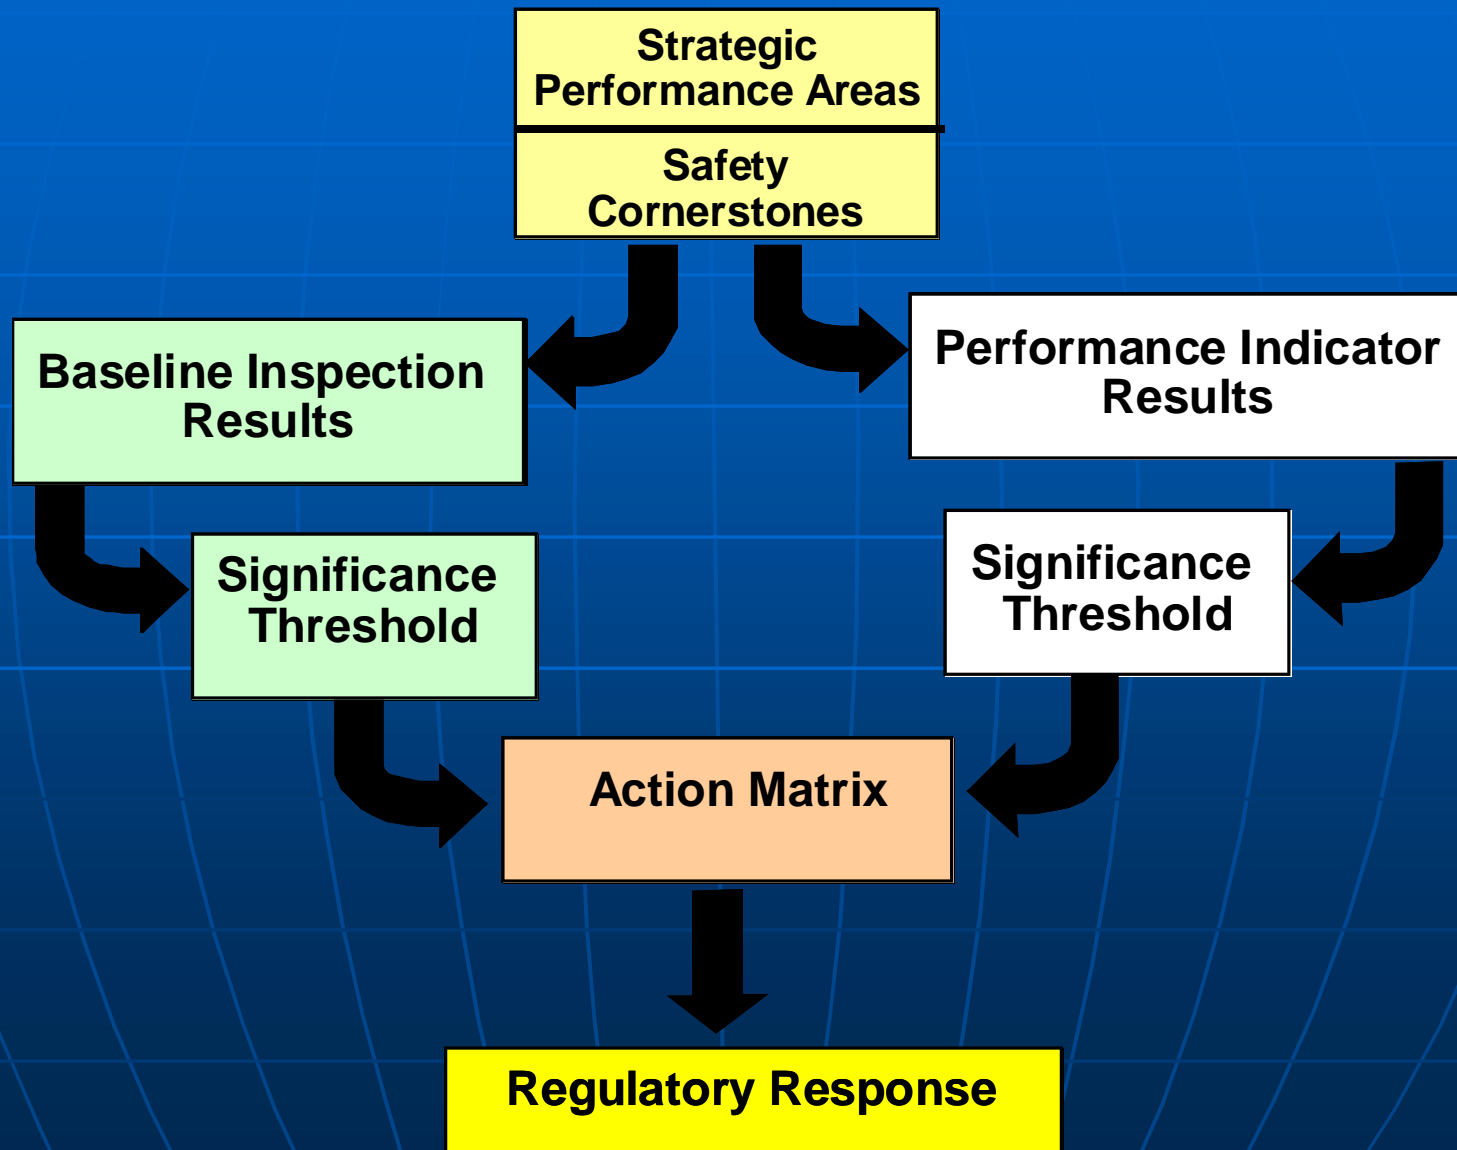 Strategic
Performance Areas
Safety
Cornerstones
Baseline Inspection
Results
Performance Indicator
Results
Significance
Threshold
Significance
Threshold
Action Matrix
Regulatory Response